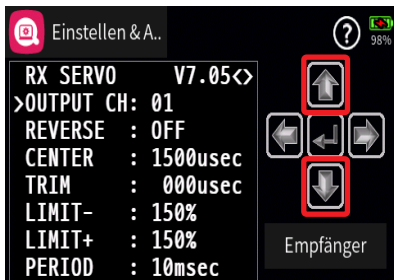 Einstellen & A..
? 98%
RX SERVO V7.05<>
>OUTPUT CH: 01
REVERSE : OFF
CENTER : 1500usec
TRIM : 000usec
LIMIT- : 150%
LIMIT+ : 150%
PERIOD : 10msec
Empfänger